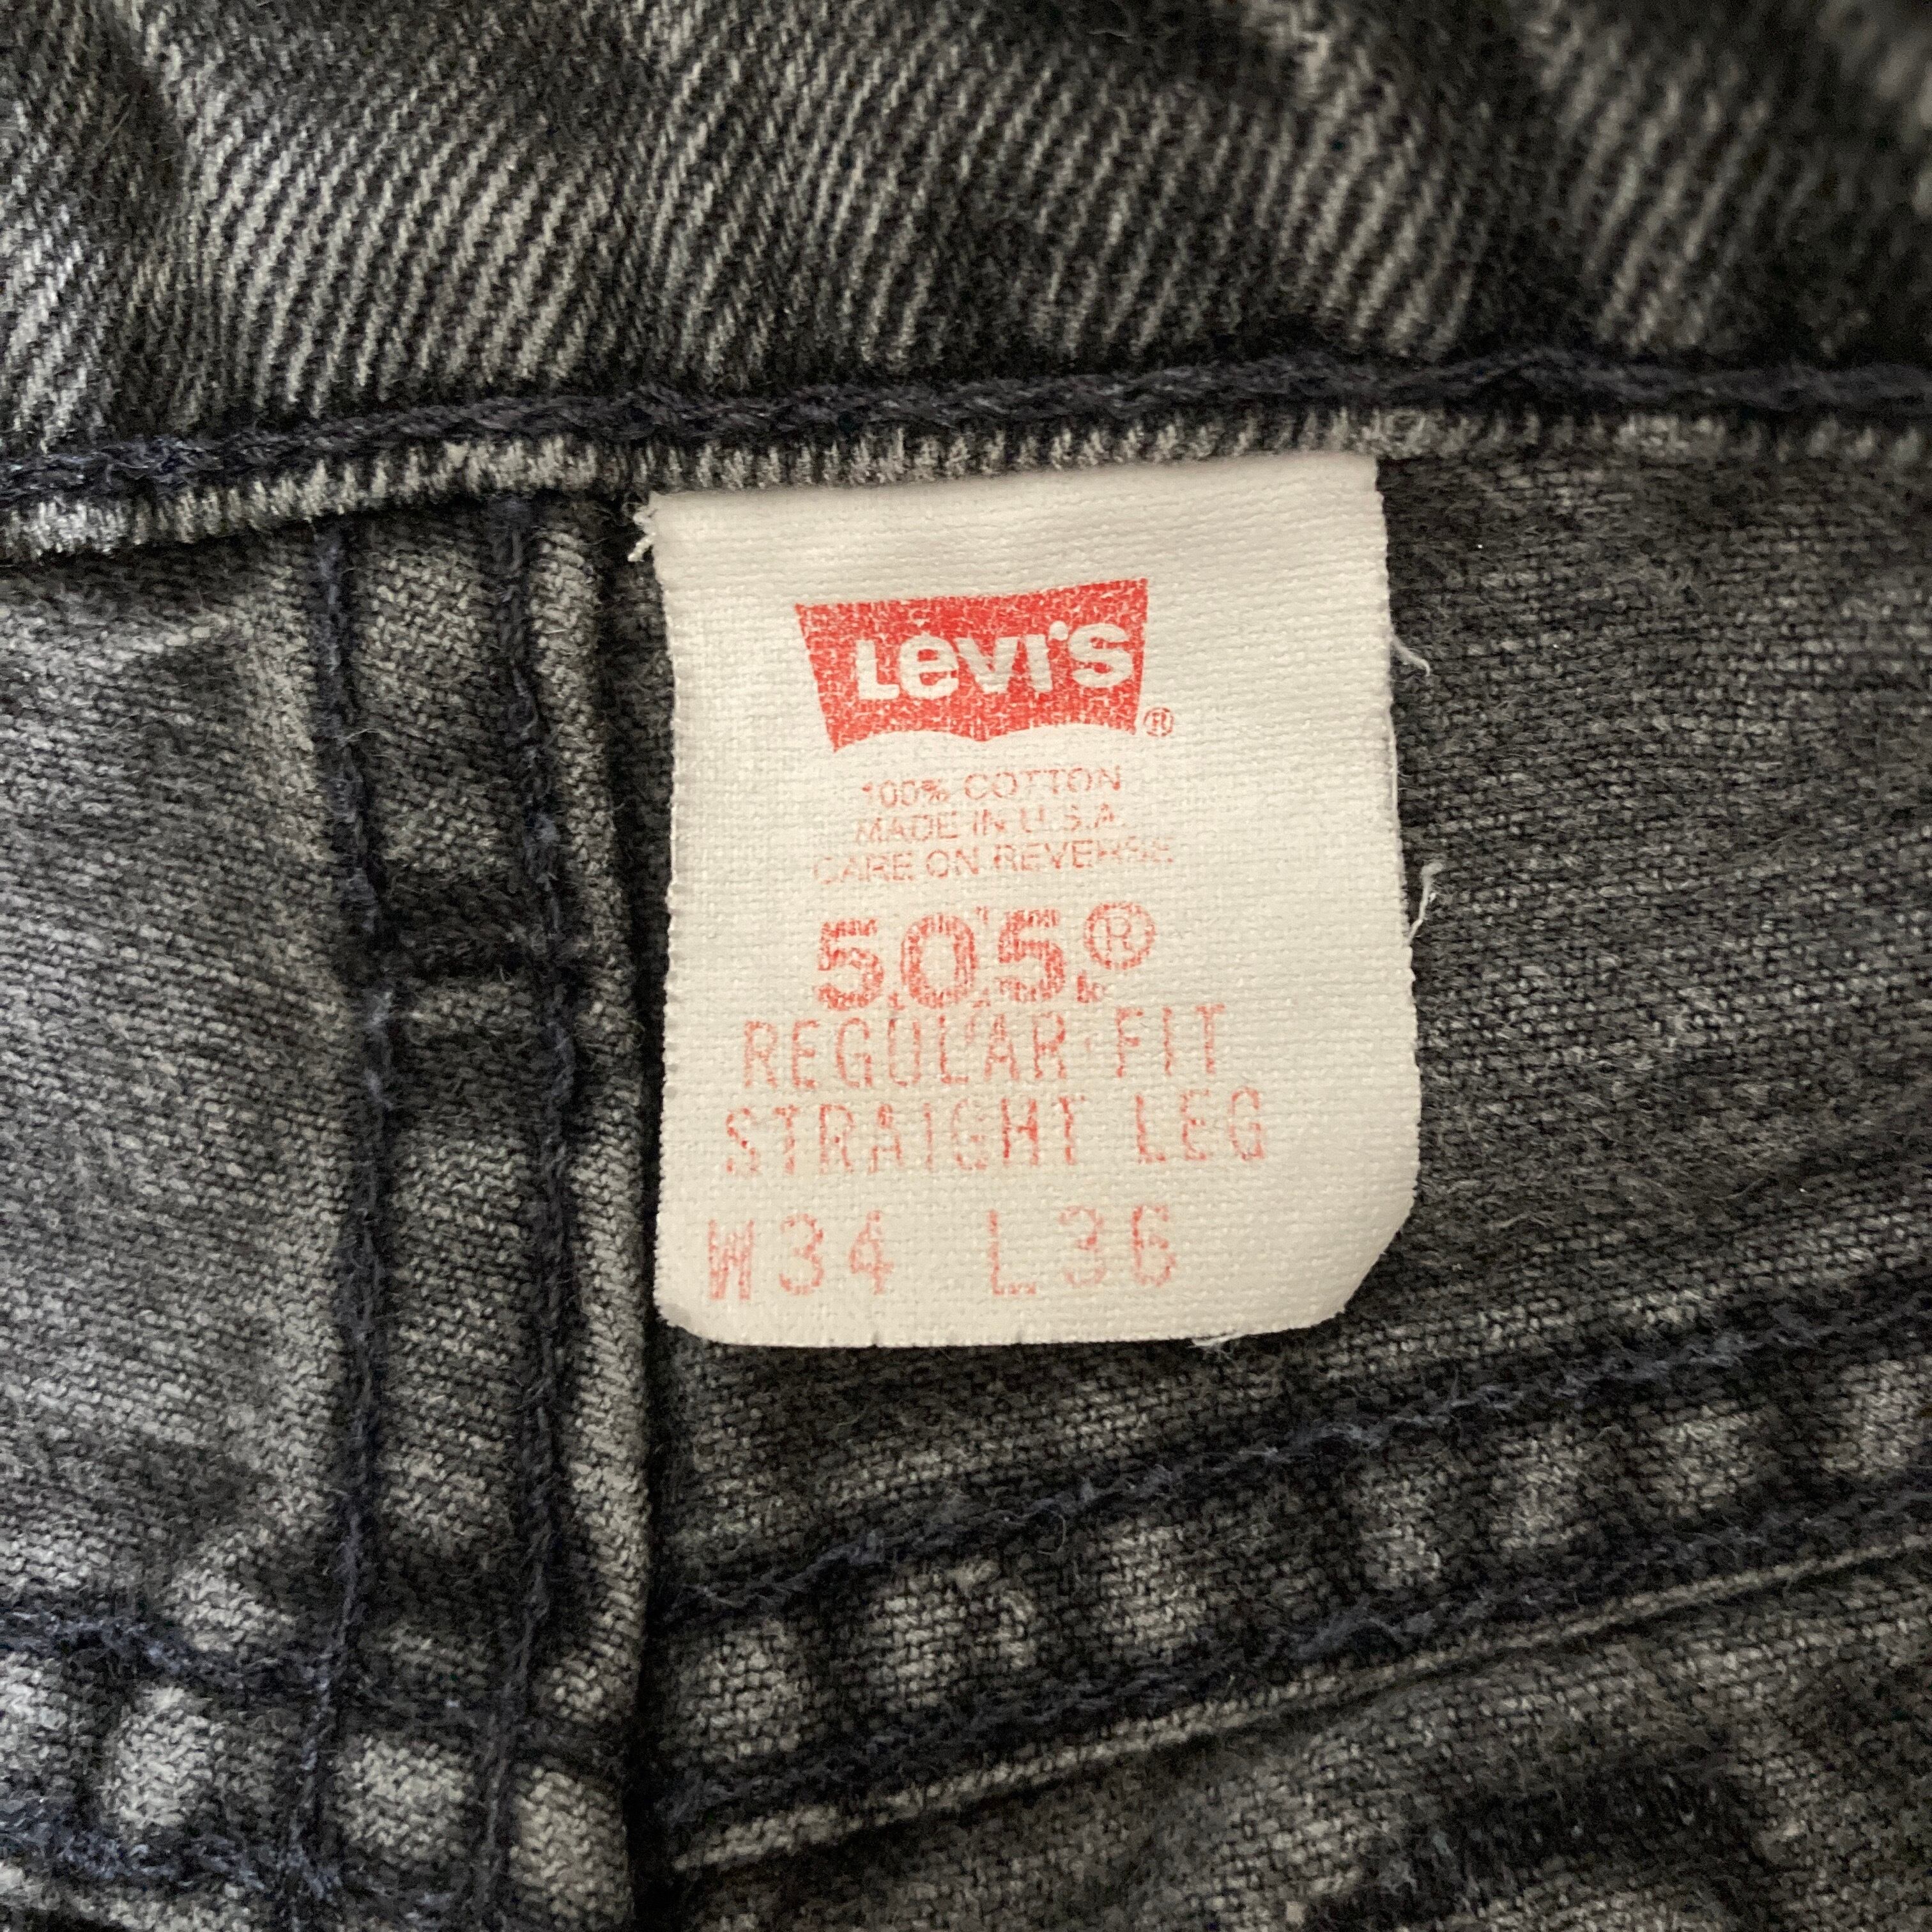 Levi's ®
100% COTTON
MADE IN U.S.A.
CARE ON REVERSE
505®
REGULAR FIT
STRAIGHT LEG
W34 L36